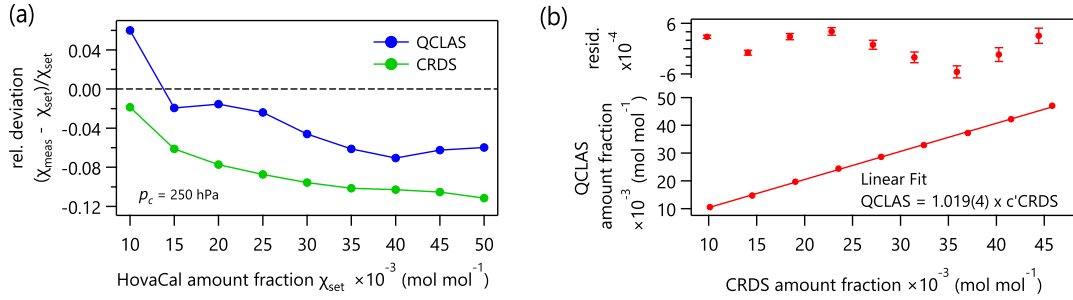 (a)
rel. deviation
(χmeas - χset)/χset
0.04
0.00
-0.04
-0.08
-0.12
QCLAS
CRDS
pc = 250 hPa
10 15 20 25 30 35 40 45 50
HovaCal amount fraction χset ×10⁻³ (mol mol⁻¹)
(b)
resid.
×10⁻⁴
6
-6
QCLAS
amount fraction
×10⁻³ (mol mol⁻¹)
50
40
30
20
10
Linear Fit
QCLAS = 1.019(4) x c'CRDS
10 15 20 25 30 35 40 45
CRDS amount fraction ×10⁻³ (mol mol⁻¹)